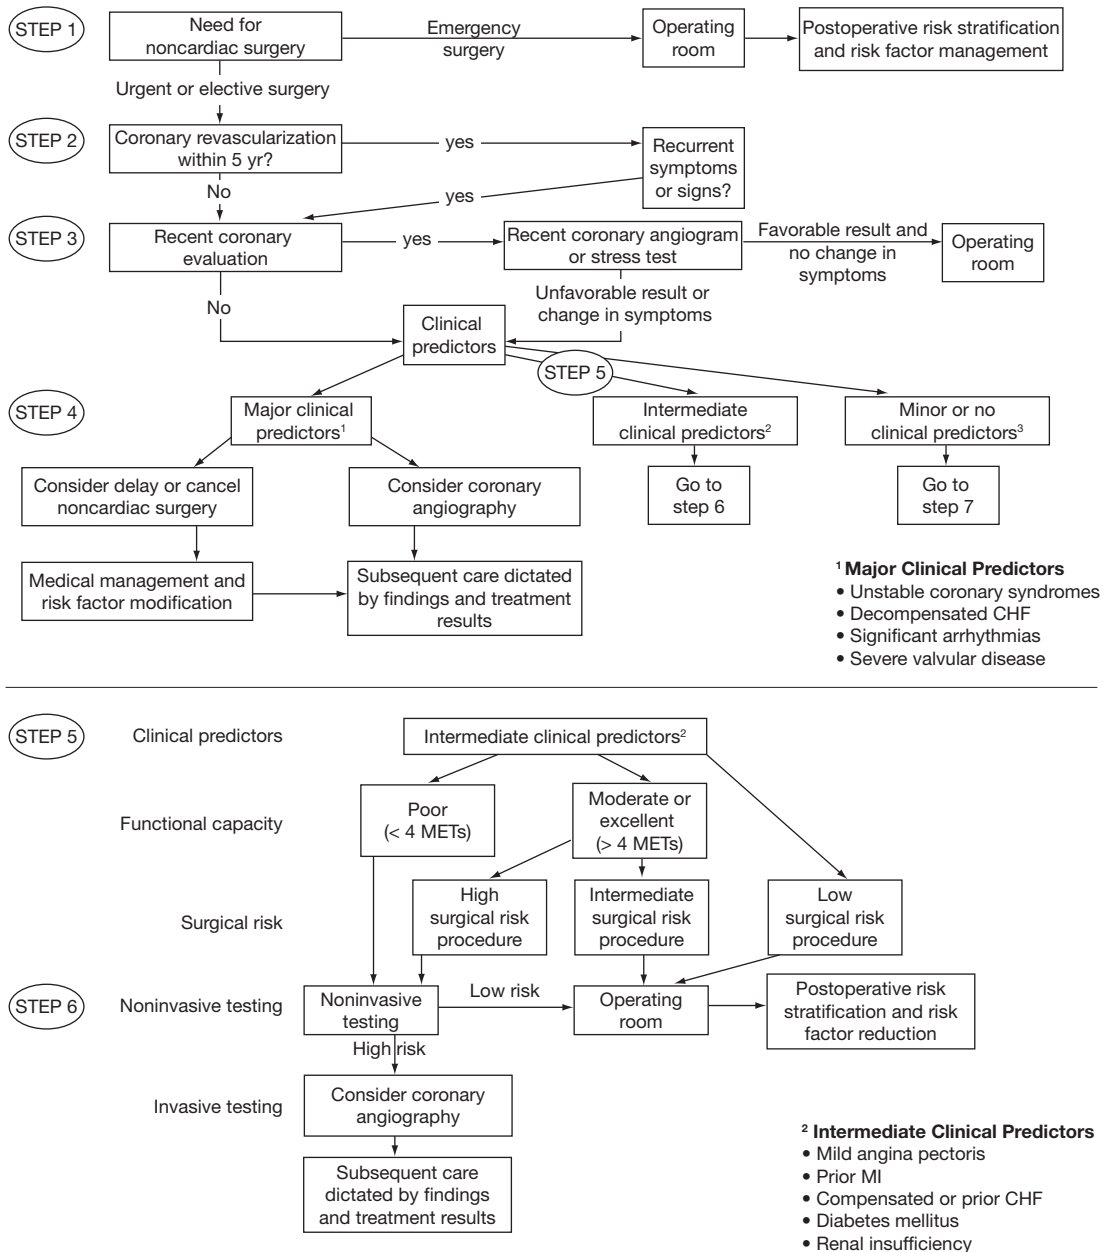 STEP 1
Need for
noncardiac surgery
Emergency
surgery
Operating
room
Postoperative risk stratification
and risk factor management
Urgent or elective surgery
STEP 2
Coronary revascularization
within 5 yr?
yes
Recurrent
symptoms
or signs?
No
yes
STEP 3
Recent coronary
evaluation
yes
Recent coronary angiogram
or stress test
Favorable result and
no change in
symptoms
Operating
room
No
Unfavorable result or
change in symptoms
Clinical
predictors
STEP 5
STEP 4
Major clinical
predictors¹
Intermediate
clinical predictors²
Minor or no
clinical predictors³
Consider delay or cancel
noncardiac surgery
Consider coronary
angiography
Go to
step 6
Go to
step 7
Medical management and
risk factor modification
Subsequent care dictated
by findings and treatment
results
¹ Major Clinical Predictors
• Unstable coronary syndromes
• Decompensated CHF
• Significant arrhythmias
• Severe valvular disease
STEP 5
Clinical predictors
Intermediate clinical predictors²
Functional capacity
Poor
(< 4 METs)
Moderate or
excellent
(> 4 METs)
Surgical risk
High
surgical risk
procedure
Intermediate
surgical risk
procedure
Low
surgical risk
procedure
STEP 6
Noninvasive testing
Noninvasive
testing
Low risk
Operating
room
Postoperative risk
stratification and risk
factor reduction
High risk
Invasive testing
Consider coronary
angiography
Subsequent care
dictated by findings
and treatment results
² Intermediate Clinical Predictors
• Mild angina pectoris
• Prior MI
• Compensated or prior CHF
• Diabetes mellitus
• Renal insufficiency